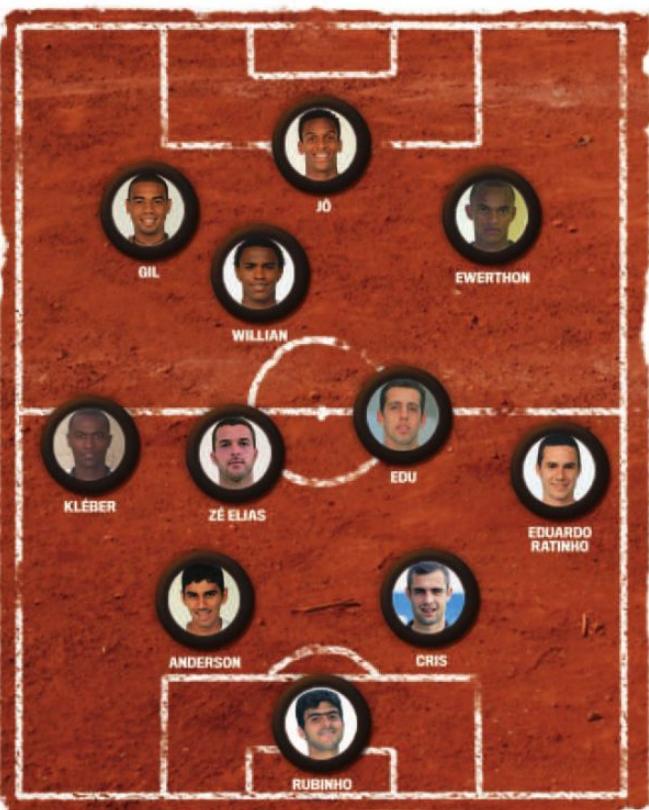 JÔ
GIL
EWERTHON
WILLIAN
EDU
KLÉBER
ZÉ ELIAS
EDUARDO
RATINHO
ANDERSON
CRIS
RUBINHO